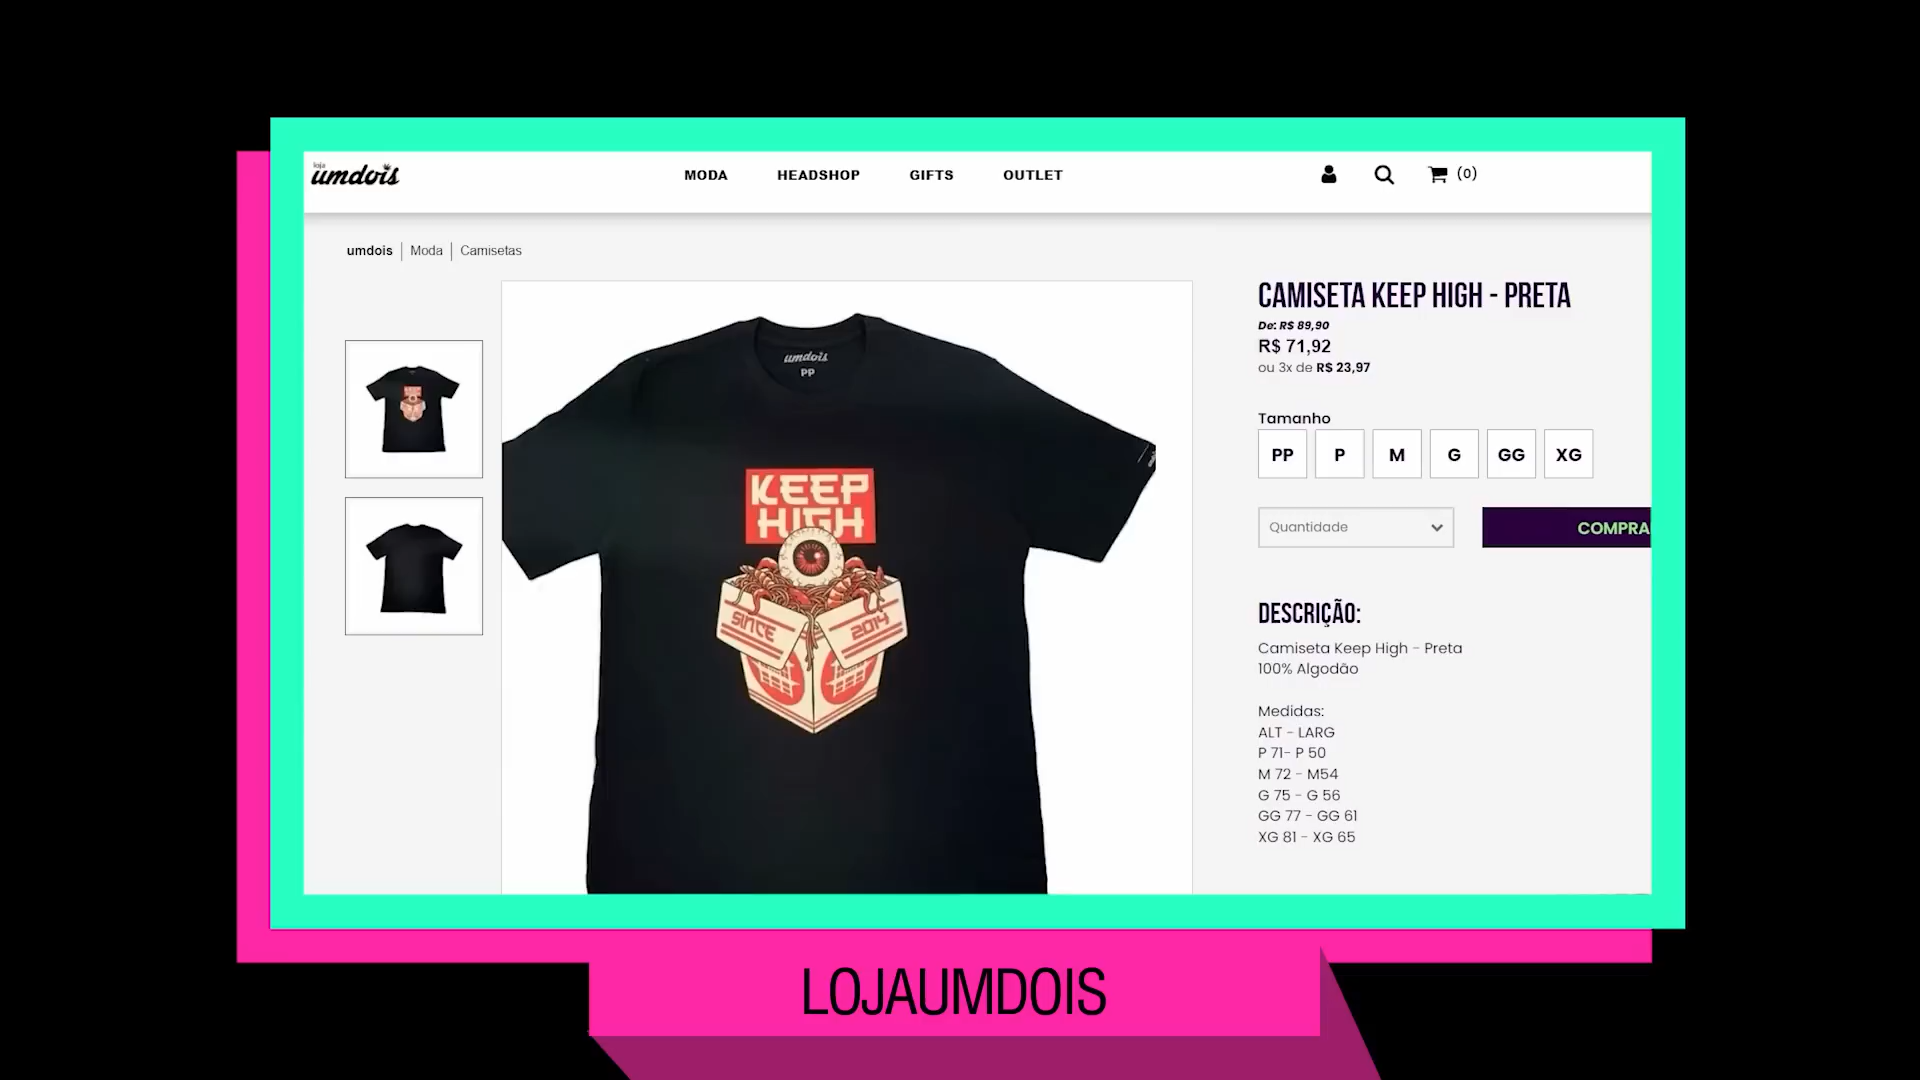 loja
umdois
MODA
HEADSHOP
GIFTS
OUTLET
(0)
umdois
Moda
Camisetas
umdois
PP
KEEP
HIGH
SINCE
2014
CAMISETA KEEP HIGH - PRETA
De: R$ 89,90
R$ 71,92
ou 3x de R$ 23,97
Tamanho
PP
P
M
G
GG
XG
Quantidade
COMPRA
DESCRIÇÃO:
Camiseta Keep High - Preta
100% Algodão
Medidas:
ALT - LARG
P 71- P 50
M 72 - M54
G 75 - G 56
GG 77 - GG 61
XG 81 - XG 65
LOJAUMDOIS